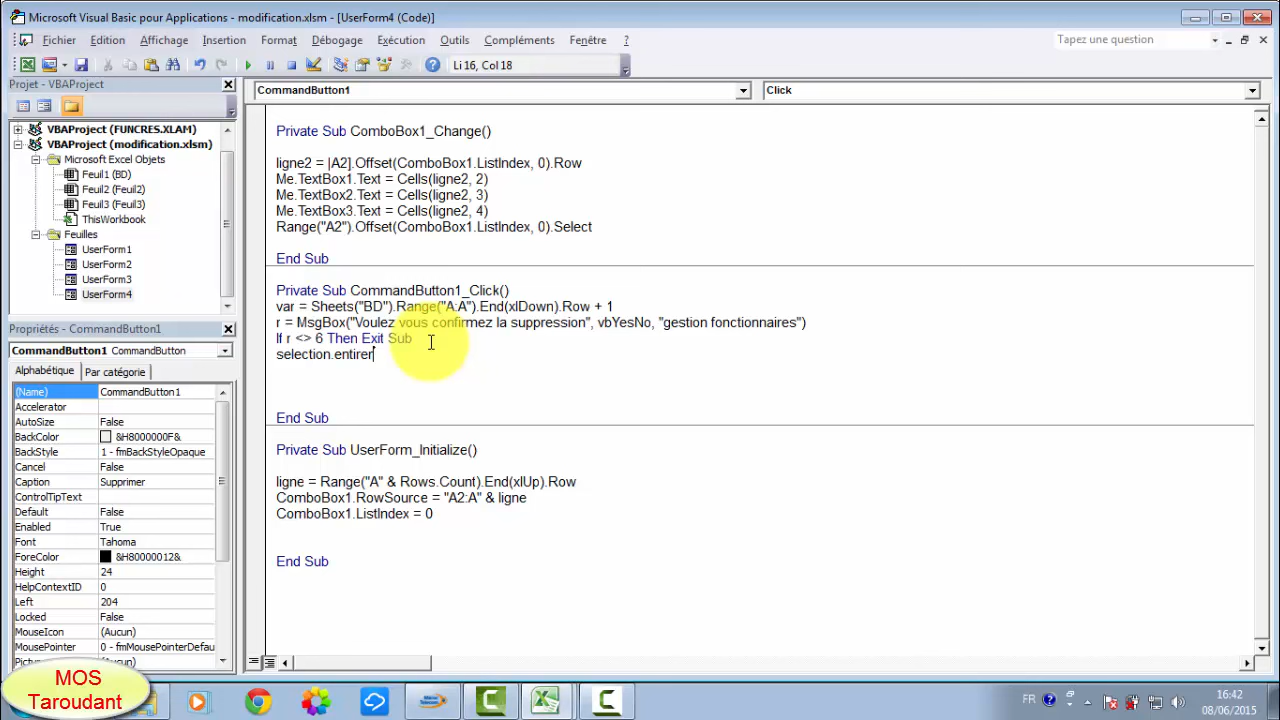 Microsoft Visual Basic pour Applications - modification.xlsm - [UserForm4 (Code)]
Fichier Edition Affichage Insertion Format Débogage Exécution Outils Compléments Fenêtre ?
Tapez une question
Li 16, Col 18
Projet - VBAProject
VBAProject (FUNCRES.XLAM)
VBAProject (modification.xlsm)
Microsoft Excel Objets
Feuil1 (BD)
Feuil2 (Feuil2)
Feuil3 (Feuil3)
ThisWorkbook
Feuilles
UserForm1
UserForm2
UserForm3
UserForm4
Propriétés - CommandButton1
CommandButton1 CommandButton
Alphabétique Par catégorie
(Name) CommandButton1
Accelerator
AutoSize False
BackColor &H8000000F&
BackStyle 1 - fmBackStyleOpaque
Cancel False
Caption Supprimer
ControlTipText
Default False
Enabled True
Font Tahoma
ForeColor &H80000012&
Height 24
HelpContextID 0
Left 204
Locked False
MouseIcon (Aucun)
MousePointer 0 - fmMousePointerDefau
CommandButton1 Click
Private Sub ComboBox1_Change()
ligne2 = [A2].Offset(ComboBox1.ListIndex, 0).Row
Me.TextBox1.Text = Cells(ligne2, 2)
Me.TextBox2.Text = Cells(ligne2, 3)
Me.TextBox3.Text = Cells(ligne2, 4)
Range("A2").Offset(ComboBox1.ListIndex, 0).Select
End Sub
Private Sub CommandButton1_Click()
var = Sheets("BD").Range("A:A").End(xlDown).Row + 1
r = MsgBox("Voulez vous confirmez la suppression", vbYesNo, "gestion fonctionnaires")
If r <> 6 Then Exit Sub
selection.entirer
End Sub
Private Sub UserForm_Initialize()
ligne = Range("A" & Rows.Count).End(xlUp).Row
ComboBox1.RowSource = "A2:A" & ligne
ComboBox1.ListIndex = 0
End Sub
MOS
Taroudant
FR
16:42
08/06/2015